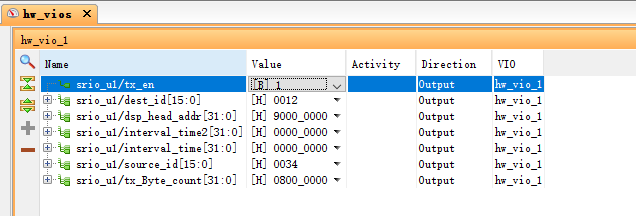 hw_vios
hw_vio_1
Name Value Activity Direction VIO
srio_u1/tx_en [B] 1 Output hw_vio_1
srio_u1/dest_id[15:0] [H] 0012 Output hw_vio_1
srio_u1/dsp_head_addr[31:0] [H] 9000_0000 Output hw_vio_1
srio_u1/interval_time2[31:0] [H] 0000_0000 Output hw_vio_1
srio_u1/interval_time[31:0] [H] 0000_0000 Output hw_vio_1
srio_u1/source_id[15:0] [H] 0034 Output hw_vio_1
srio_u1/tx_Byte_count[31:0] [H] 0800_0000 Output hw_vio_1